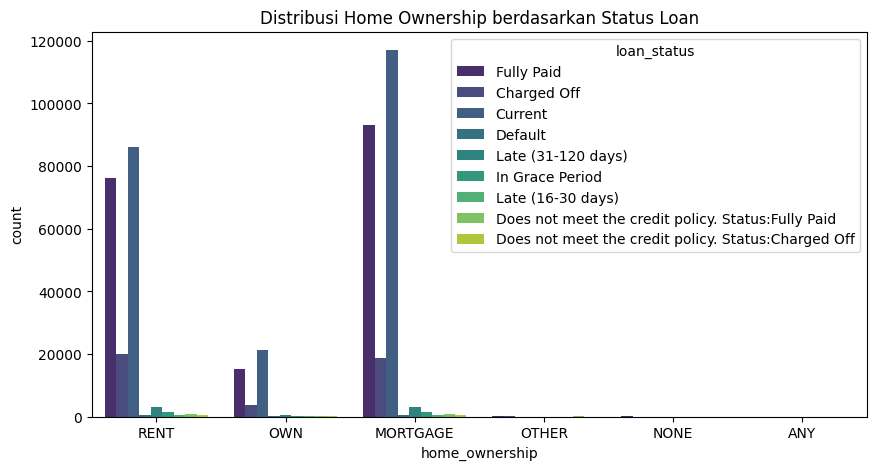 Distribusi Home Ownership berdasarkan Status Loan
120000
100000
80000
60000
40000
20000
0
count
loan_status
Fully Paid
Charged Off
Current
Default
Late (31-120 days)
In Grace Period
Late (16-30 days)
Does not meet the credit policy. Status:Fully Paid
Does not meet the credit policy. Status:Charged Off
RENT OWN MORTGAGE OTHER NONE ANY
home_ownership